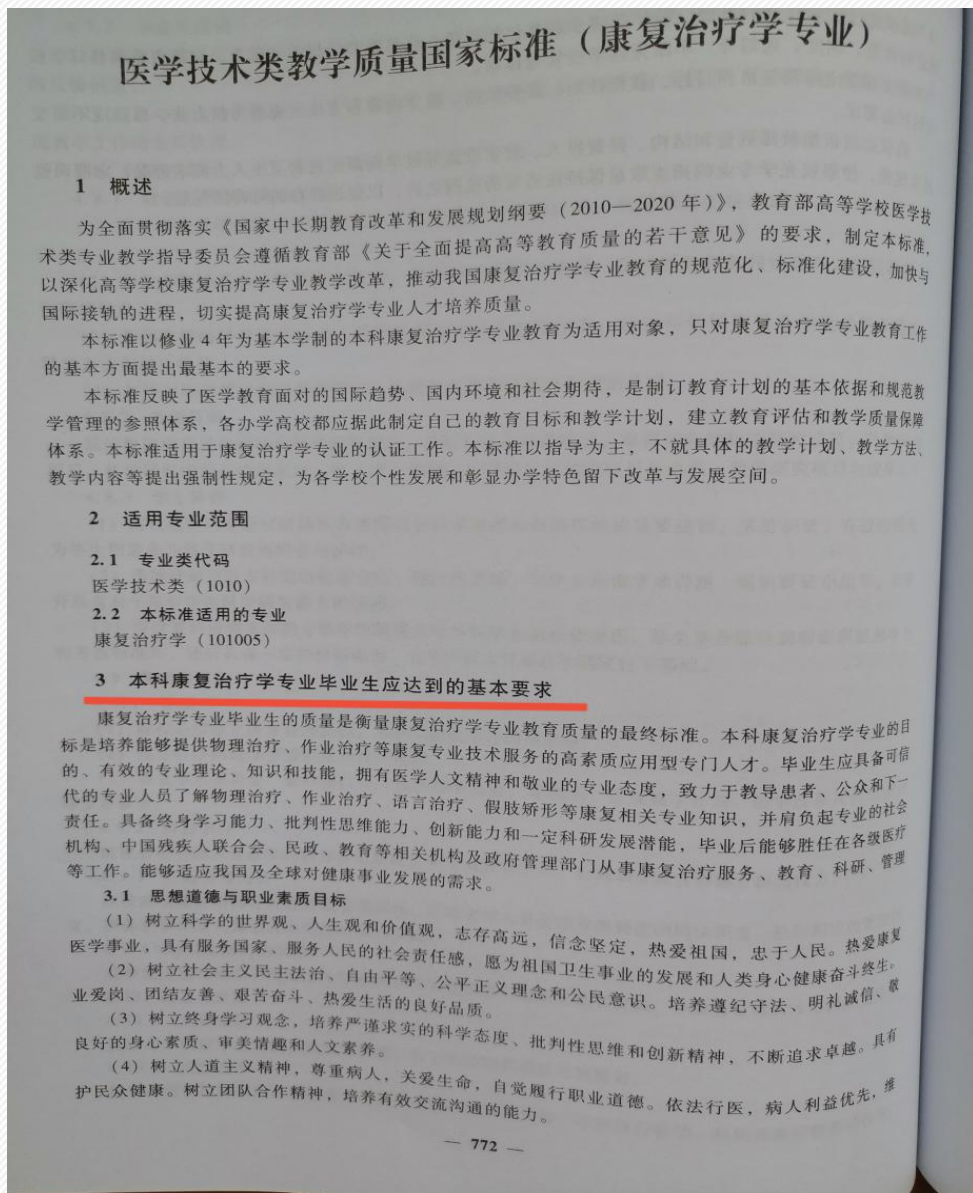 医学技术类教学质量国家标准（康复治疗学专业）
1 概述
为全面贯彻落实《国家中长期教育改革和发展规划纲要（2010—2020 年）》，教育部高等学校医学技
术类专业教学指导委员会遵循教育部《关于全面提高高等教育质量的若干意见》的要求，制定本标准，
以深化高等学校康复治疗学专业教学改革，推动我国康复治疗学专业教育的规范化、标准化建设，加快与
国际接轨的进程，切实提高康复治疗学专业人才培养质量。
本标准以修业 4 年为基本学制的本科康复治疗学专业教育为适用对象，只对康复治疗学专业教育工作
的基本方面提出最基本的要求。
本标准反映了医学教育面对的国际趋势、国内环境和社会期待，是制订教育计划的基本依据和规范教
学管理的参照体系，各办学高校都应据此制定自己的教育目标和教学计划，建立教育评估和教学质量保障
体系。本标准适用于康复治疗学专业的认证工作。本标准以指导为主，不就具体的教学计划、教学方法、
教学内容等提出强制性规定，为各学校个性发展和彰显办学特色留下改革与发展空间。
2 适用专业范围
2.1 专业类代码
医学技术类（1010）
2.2 本标准适用的专业
康复治疗学（101005）
3 本科康复治疗学专业毕业生应达到的基本要求
康复治疗学专业毕业生的质量是衡量康复治疗学专业教育质量的最终标准。本科康复治疗学专业的目
标是培养能够提供物理治疗、作业治疗等康复专业技术服务的高素质应用型专门人才。毕业生应具备可信
的、有效的专业理论、知识和技能，拥有医学人文精神和敬业的专业态度，致力于教导患者、公众和下一
代的专业人员了解物理治疗、作业治疗、语言治疗、假肢矫形等康复相关专业知识，并肩负起专业的社会
责任。具备终身学习能力、批判性思维能力、创新能力和一定科研发展潜能，毕业后能够胜任在各级医疗
机构、中国残疾人联合会、民政、教育等相关机构及政府管理部门从事康复治疗服务、教育、科研、管理
等工作。能够适应我国及全球对健康事业发展的需求。
3.1 思想道德与职业素质目标
（1）树立科学的世界观、人生观和价值观，志存高远，信念坚定，热爱祖国，忠于人民。热爱康复
医学事业，具有服务国家、服务人民的社会责任感，愿为祖国卫生事业的发展和人类身心健康奋斗终生。
（2）树立社会主义民主法治、自由平等、公平正义理念和公民意识。培养遵纪守法、明礼诚信、敬
业爱岗、团结友善、艰苦奋斗、热爱生活的良好品质。
（3）树立终身学习观念，培养严谨求实的科学态度、批判性思维和创新精神，不断追求卓越。具有
良好的身心素质、审美情趣和人文素养。
（4）树立人道主义精神，尊重病人，关爱生命，自觉履行职业道德。依法行医，病人利益优先，维
护民众健康。树立团队合作精神，培养有效交流沟通的能力。
— 772 —